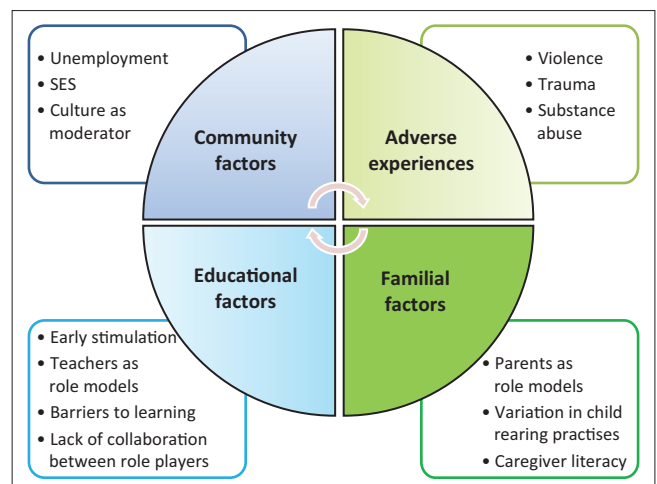 • Unemployment
• SES
• Culture as
moderator
Community
factors
Adverse
experiences
• Violence
• Trauma
• Substance
abuse
Educational
factors
Familial
factors
• Early stimulation
• Teachers as
role models
• Barriers to learning
• Lack of collaboration
between role players
• Parents as
role models
• Variation in child
rearing practises
• Caregiver literacy